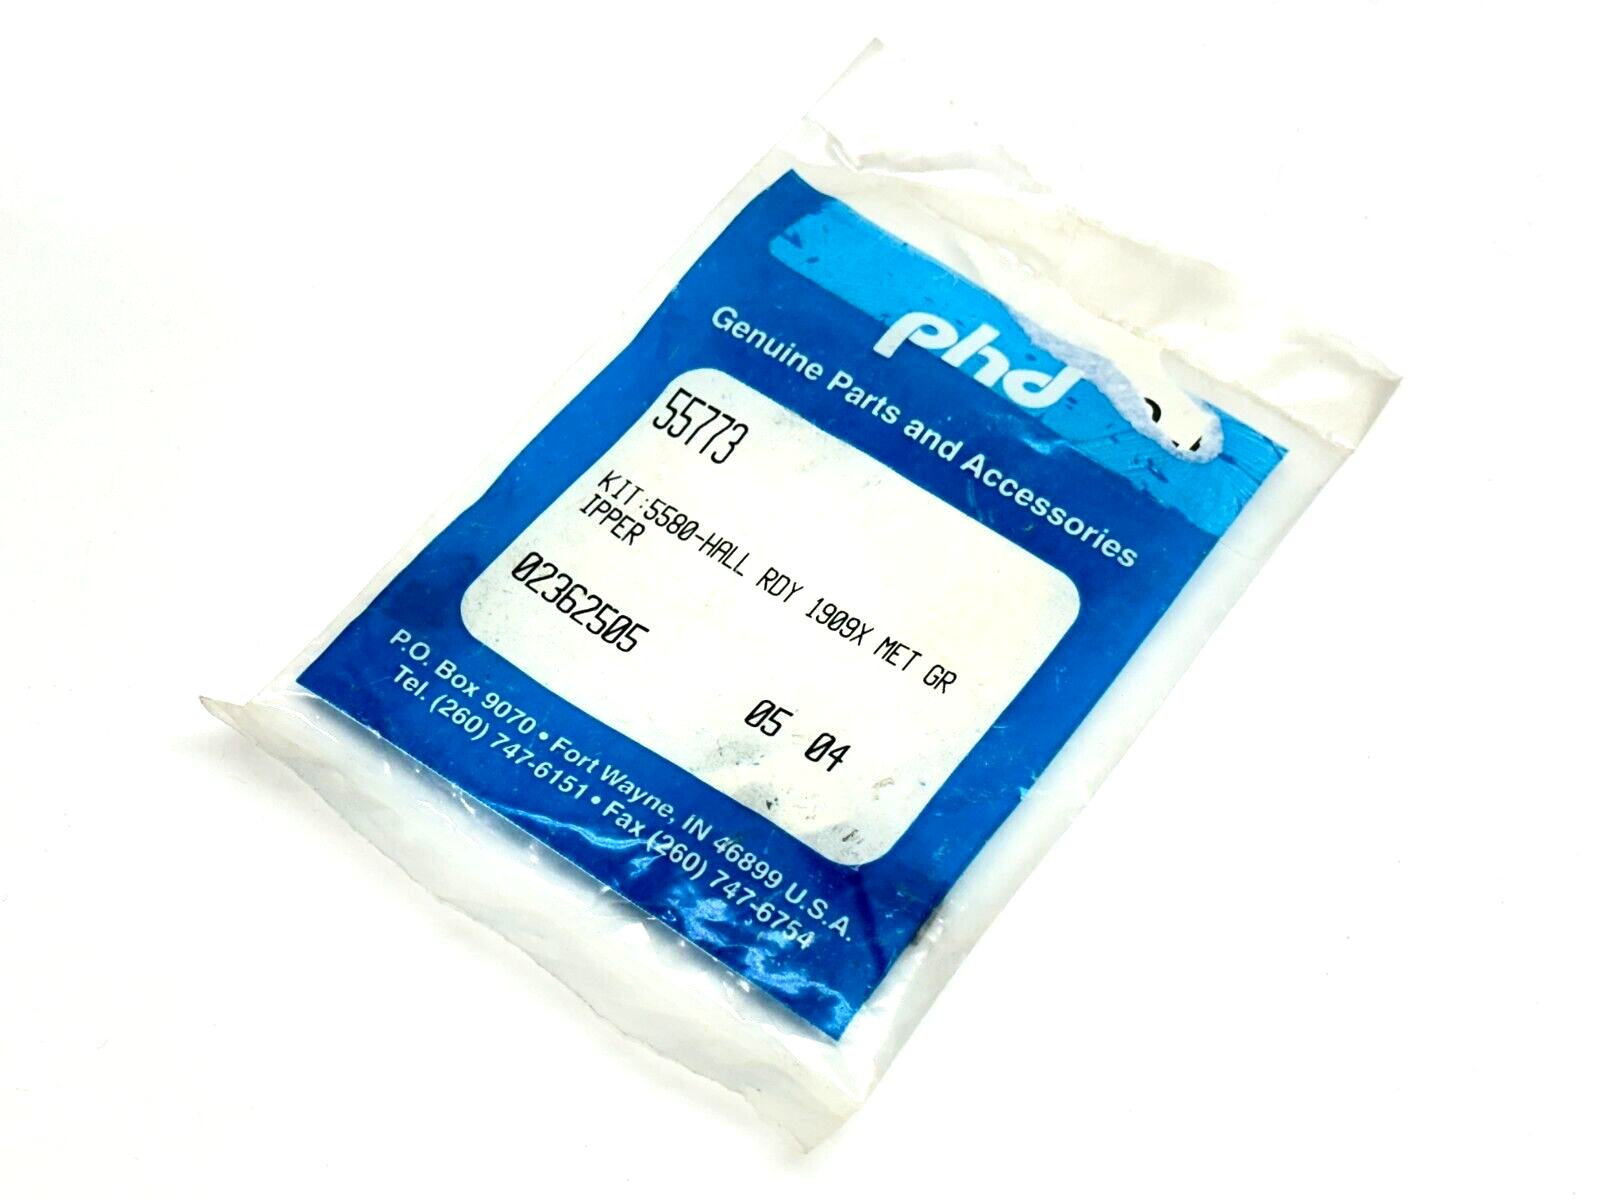 phd
Genuine Parts and Accessories
55773
KIT:5580-HALL RDY 1909X MET GR
IPPER
02362505
05 04
P.O. Box 9070 • Fort Wayne, IN 46899 U.S.A.
Tel. (260) 747-6151 • Fax (260) 747-6754